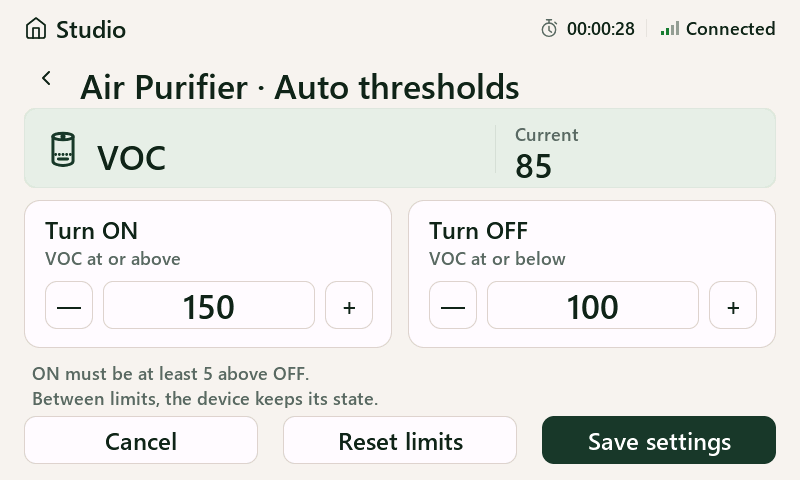 Studio
00:00:28
Connected
Air Purifier · Auto thresholds
VOC
Current
85
Turn ON
VOC at or above
— 150 +
Turn OFF
VOC at or below
— 100 +
ON must be at least 5 above OFF.
Between limits, the device keeps its state.
Cancel
Reset limits
Save settings